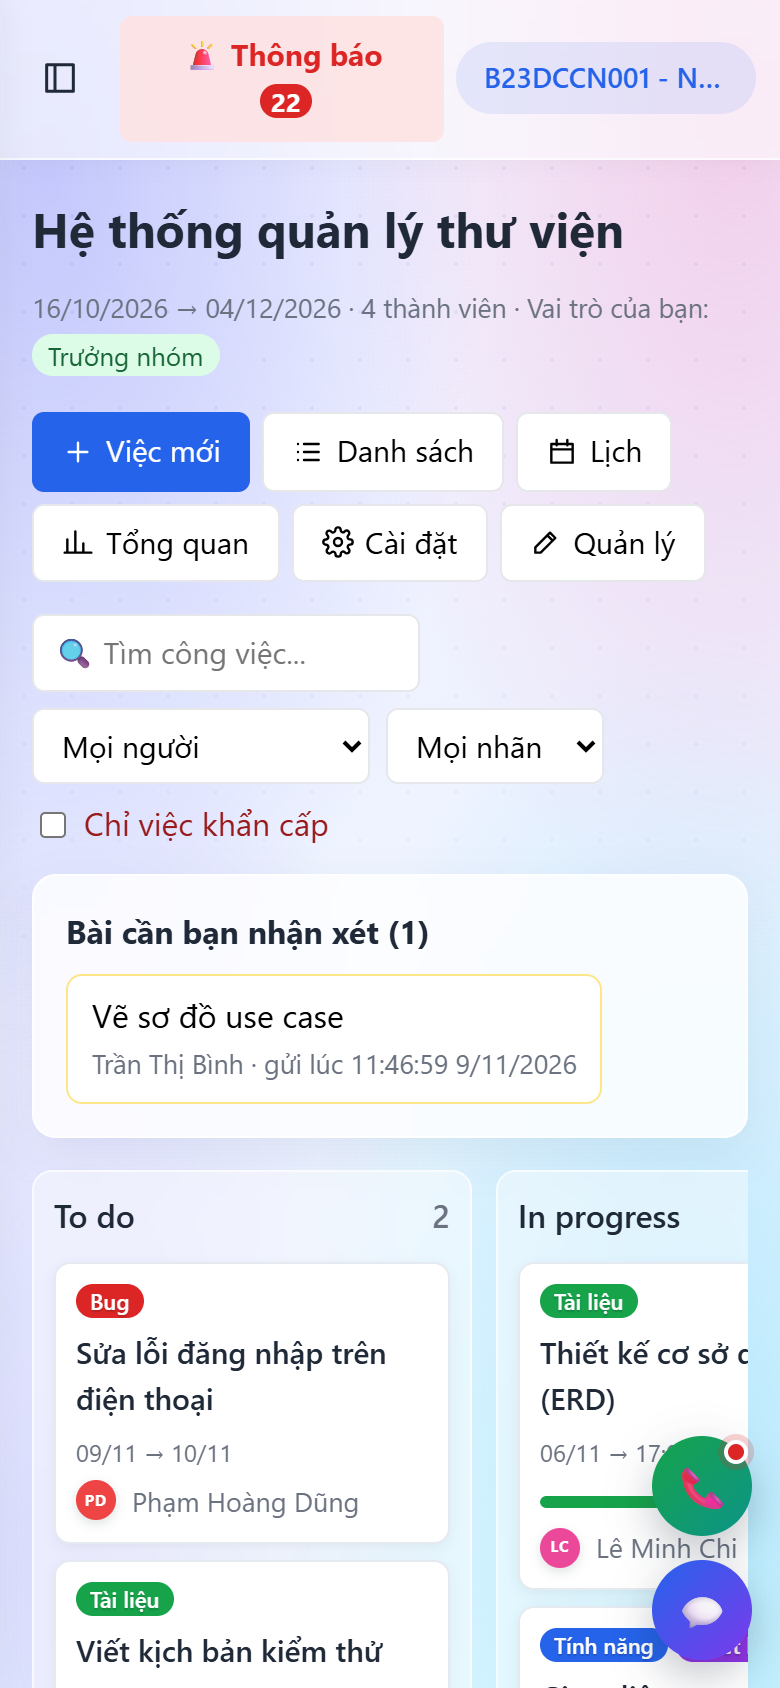 Thông báo
22
B23DCCN001 - N...
Hệ thống quản lý thư viện
16/10/2026 → 04/12/2026 · 4 thành viên · Vai trò của bạn:
Trưởng nhóm
Việc mới
Danh sách
Lịch
Tổng quan
Cài đặt
Quản lý
Tìm công việc...
Mọi người
Mọi nhãn
Chỉ việc khẩn cấp
Bài cần bạn nhận xét (1)
Vẽ sơ đồ use case
Trần Thị Bình · gửi lúc 11:46:59 9/11/2026
To do
2
Bug
Sửa lỗi đăng nhập trên
điện thoại
09/11 → 10/11
PD
Phạm Hoàng Dũng
Tài liệu
Viết kịch bản kiểm thử
In progress
Tài liệu
Thiết kế cơ sở
(ERD)
06/11 → 17:
LC
Lê Minh Chi
Tính năng